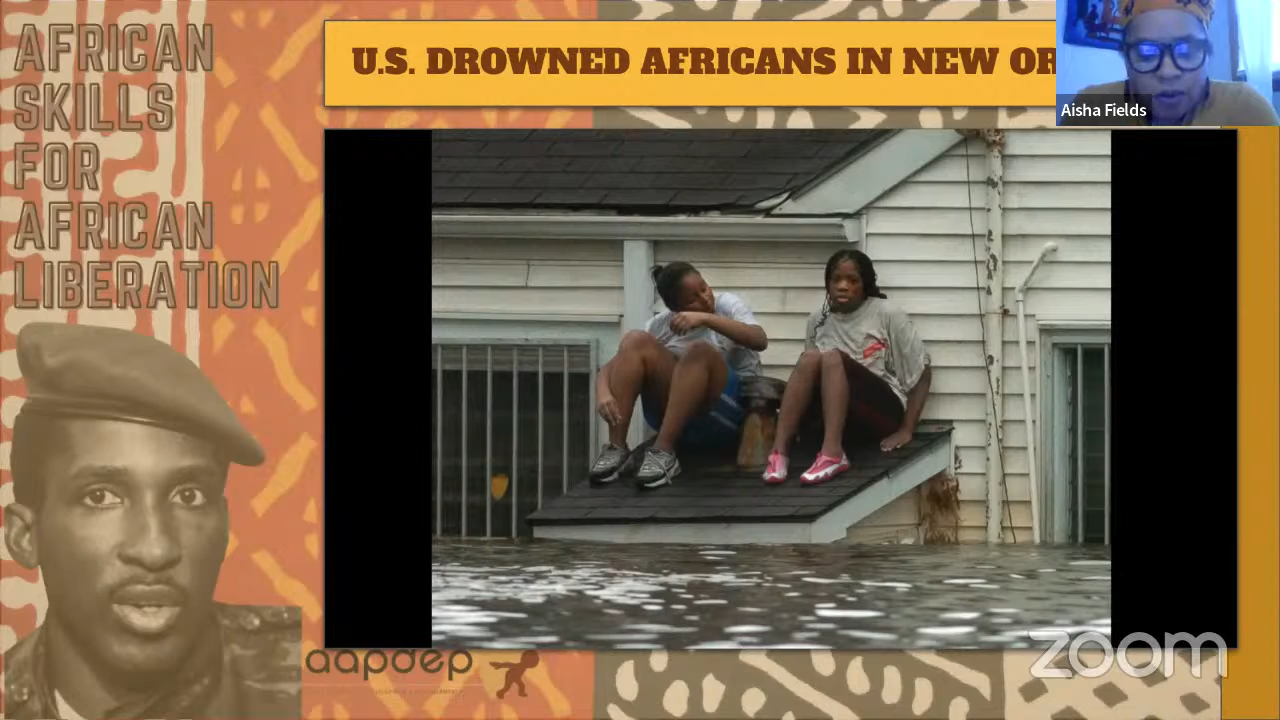 AFRICAN
SKILLS
FOR
AFRICAN
LIBERATION
U.S. DROWNED AFRICANS IN NEW OR
Aisha Fields
aapdep
zoom